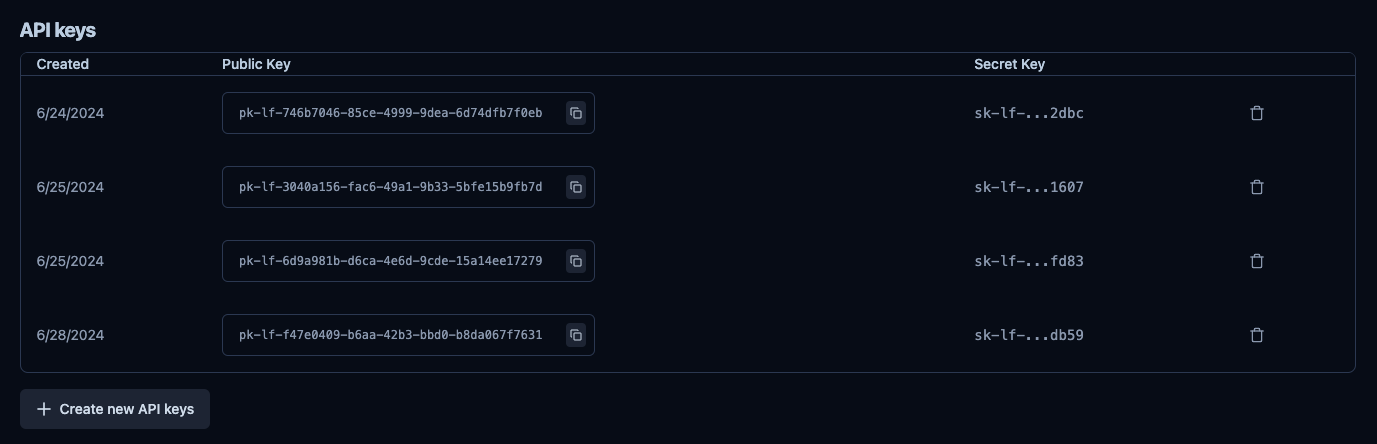 API keys
Created Public Key Secret Key
6/24/2024 pk-lf-746b7046-85ce-4999-9dea-6d74dfb7f0eb sk-lf-...2dbc
6/25/2024 pk-lf-3040a156-fac6-49a1-9b33-5bfe15b9fb7d sk-lf-...1607
6/25/2024 pk-lf-6d9a981b-d6ca-4e6d-9cde-15a14ee17279 sk-lf-...fd83
6/28/2024 pk-lf-f47e0409-b6aa-42b3-bbd0-b8da067f7631 sk-lf-...db59
Create new API keys